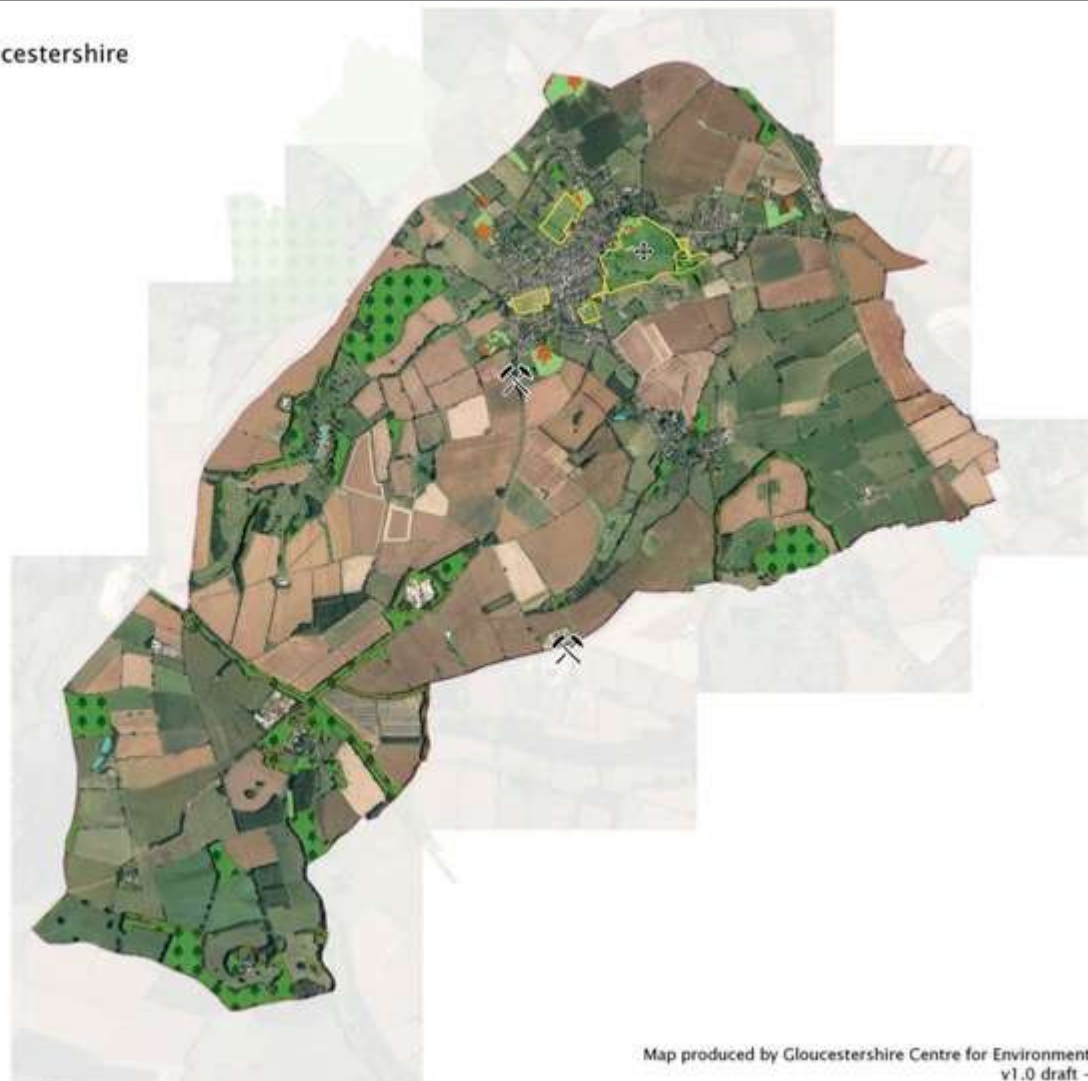 cestershire
Map produced by Gloucestershire Centre for Environment
v1.0 draft -